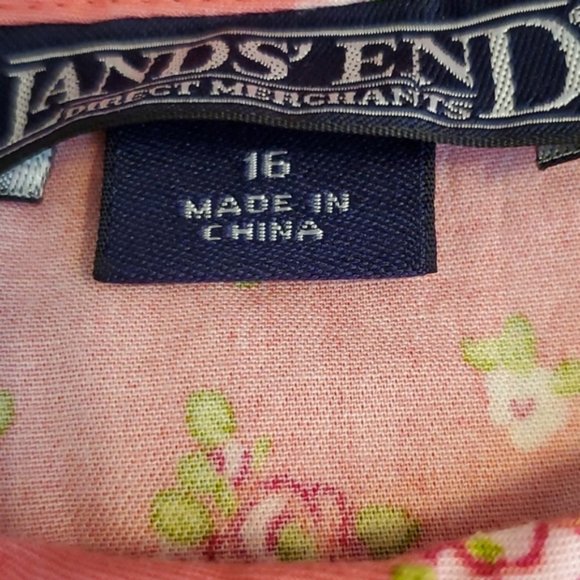 LANDS' END
DIRECT MERCHANTS
16
MADE IN
CHINA